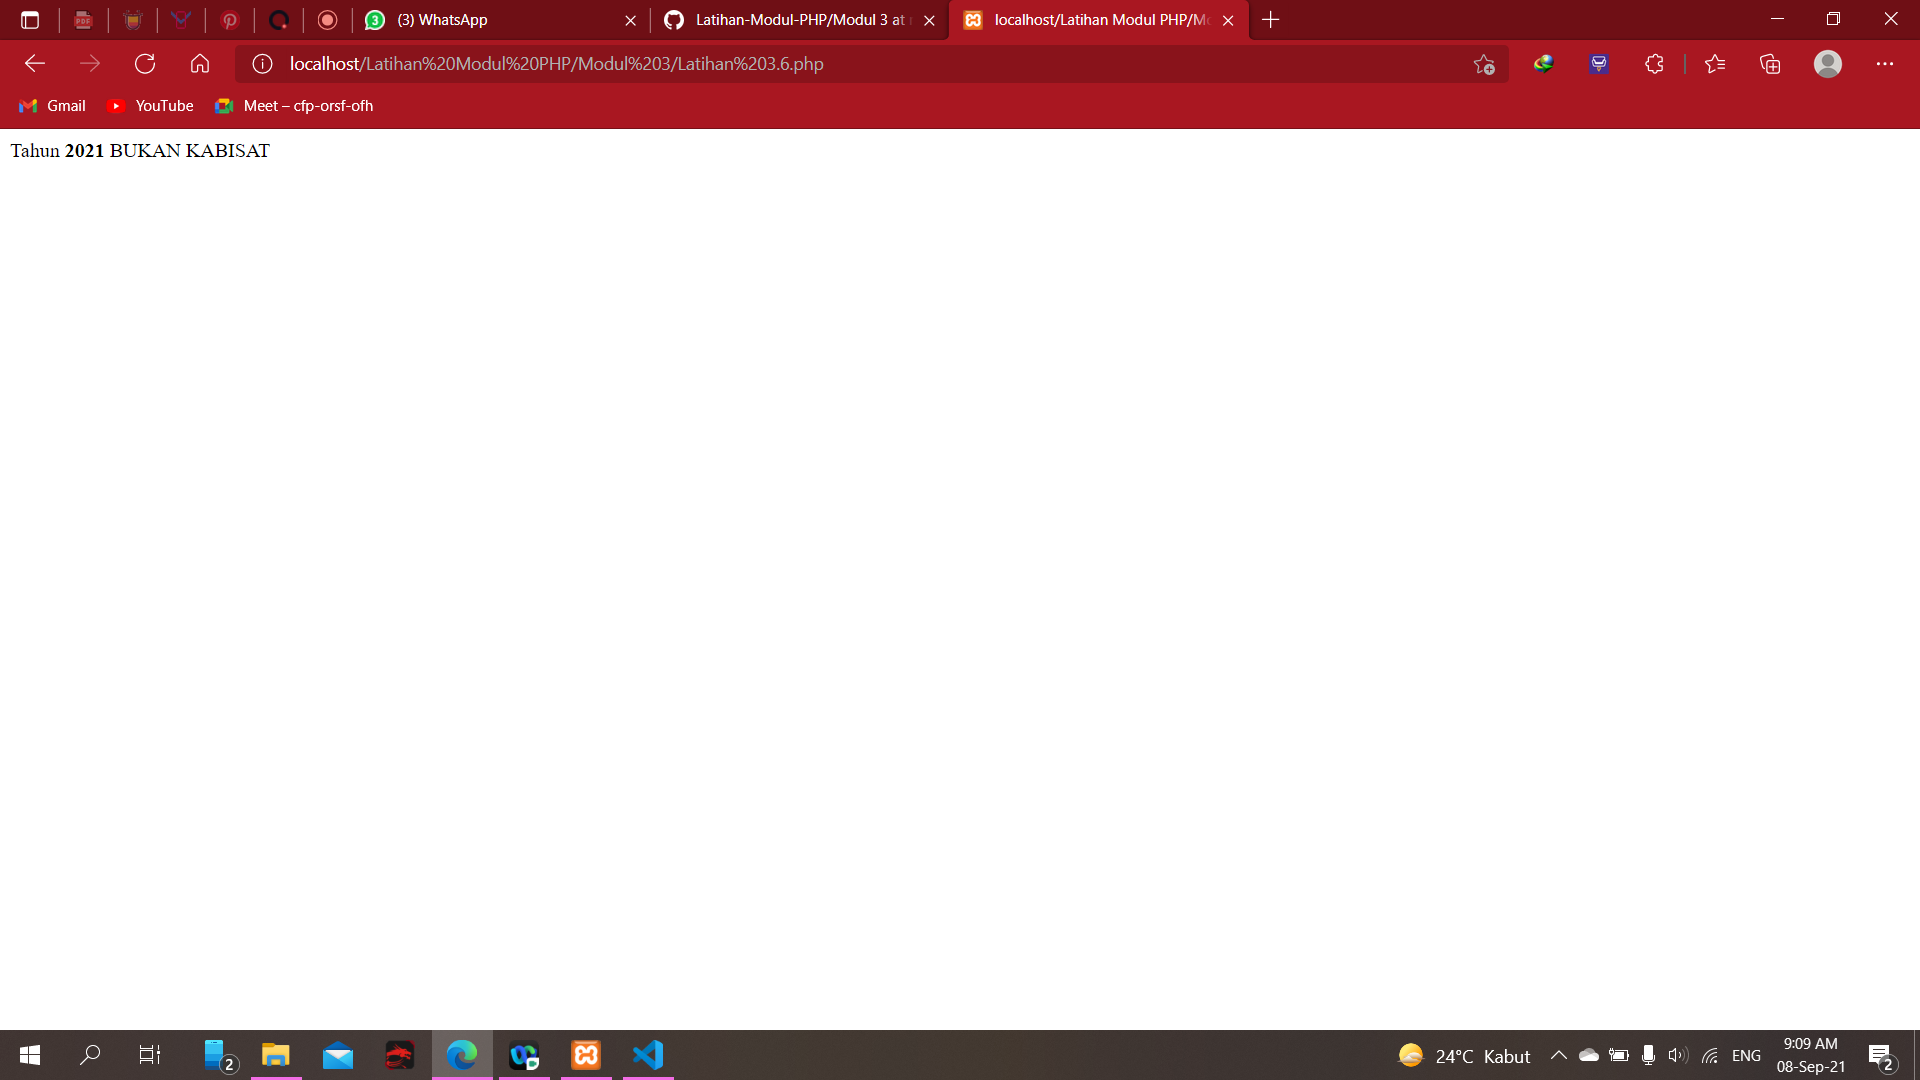 (3) WhatsApp
Latihan-Modul-PHP/Modul 3 at
localhost/Latihan Modul PHP/Mo
localhost/Latihan%20Modul%20PHP/Modul%203/Latihan%203.6.php
Gmail
YouTube
Meet – cfp-orsf-ofh
Tahun 2021 BUKAN KABISAT
2
24°C Kabut
ENG
9:09 AM
08-Sep-21
2